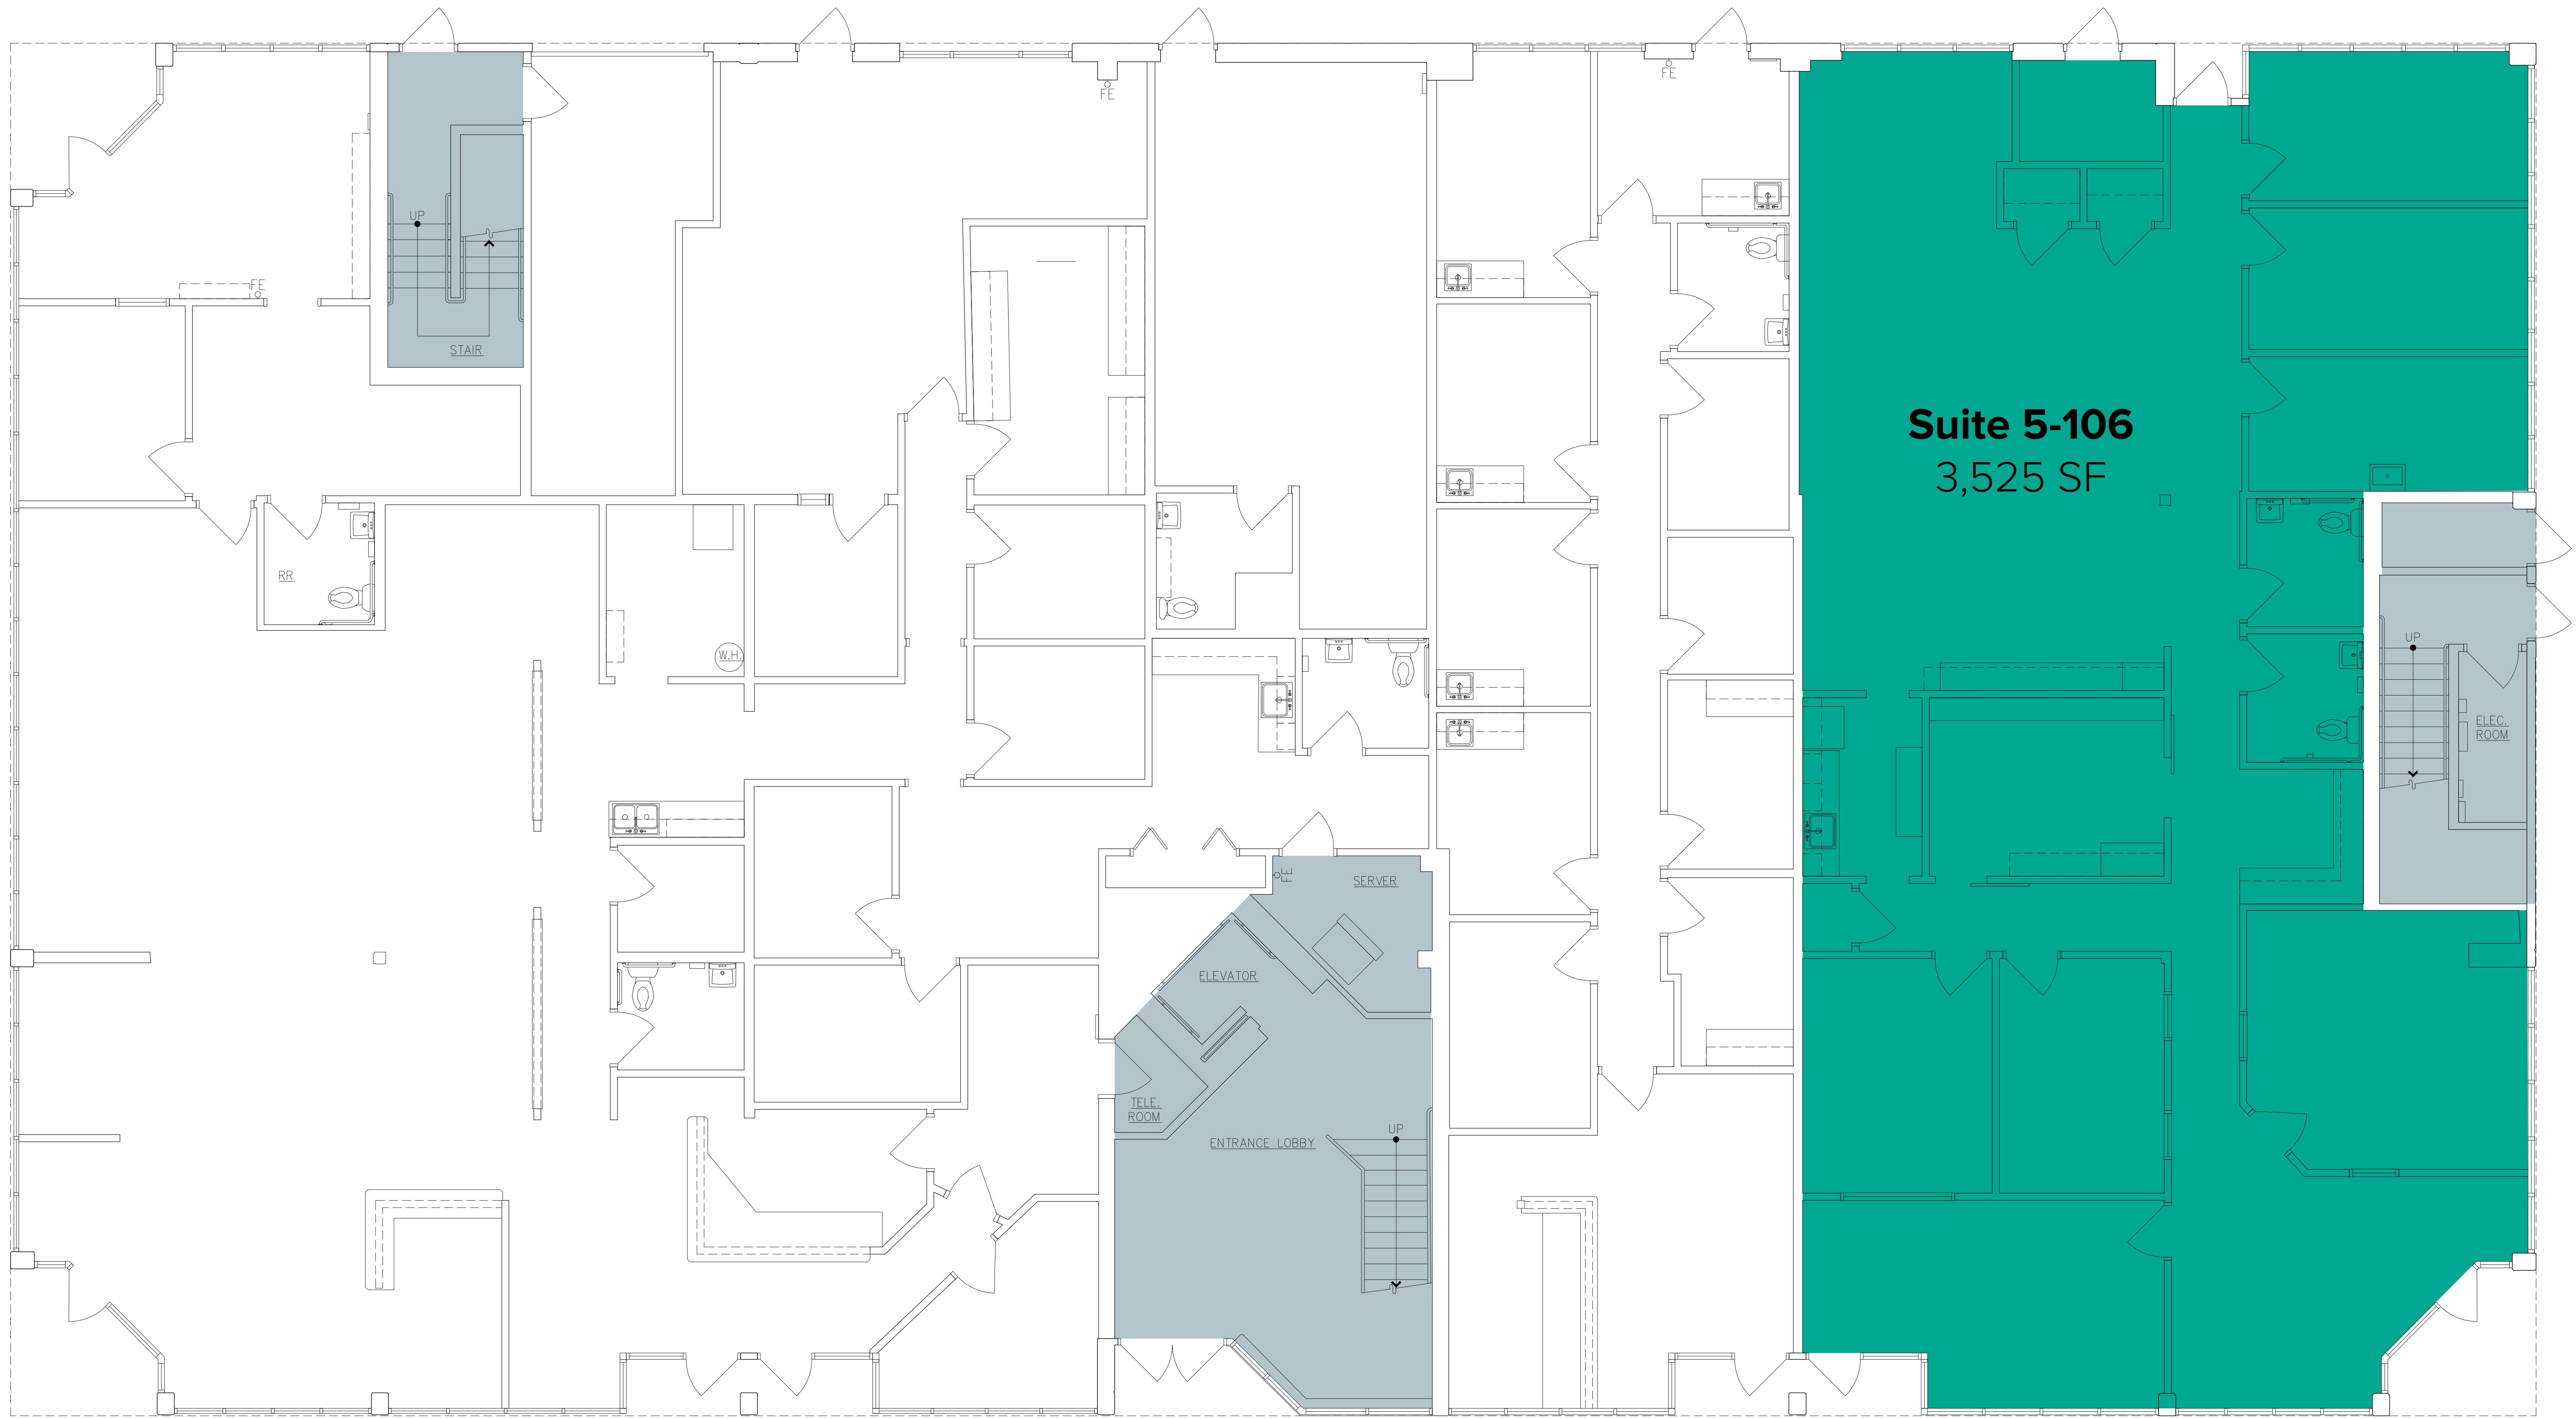 FE
FE
UP
FE
STAIR
Suite 5-106
3,525 SF
RR
W.H.
UP
ELEC.
ROOM
FE
SERVER
ELEVATOR
TELE.
ROOM
ENTRANCE LOBBY
UP